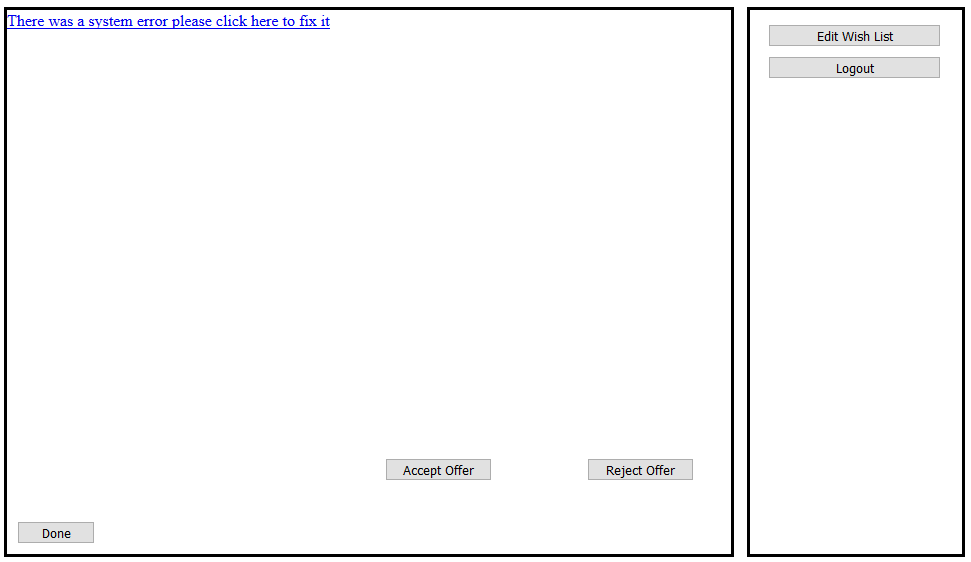 There was a system error please click here to fix it
Edit Wish List
Logout
Accept Offer
Reject Offer
Done